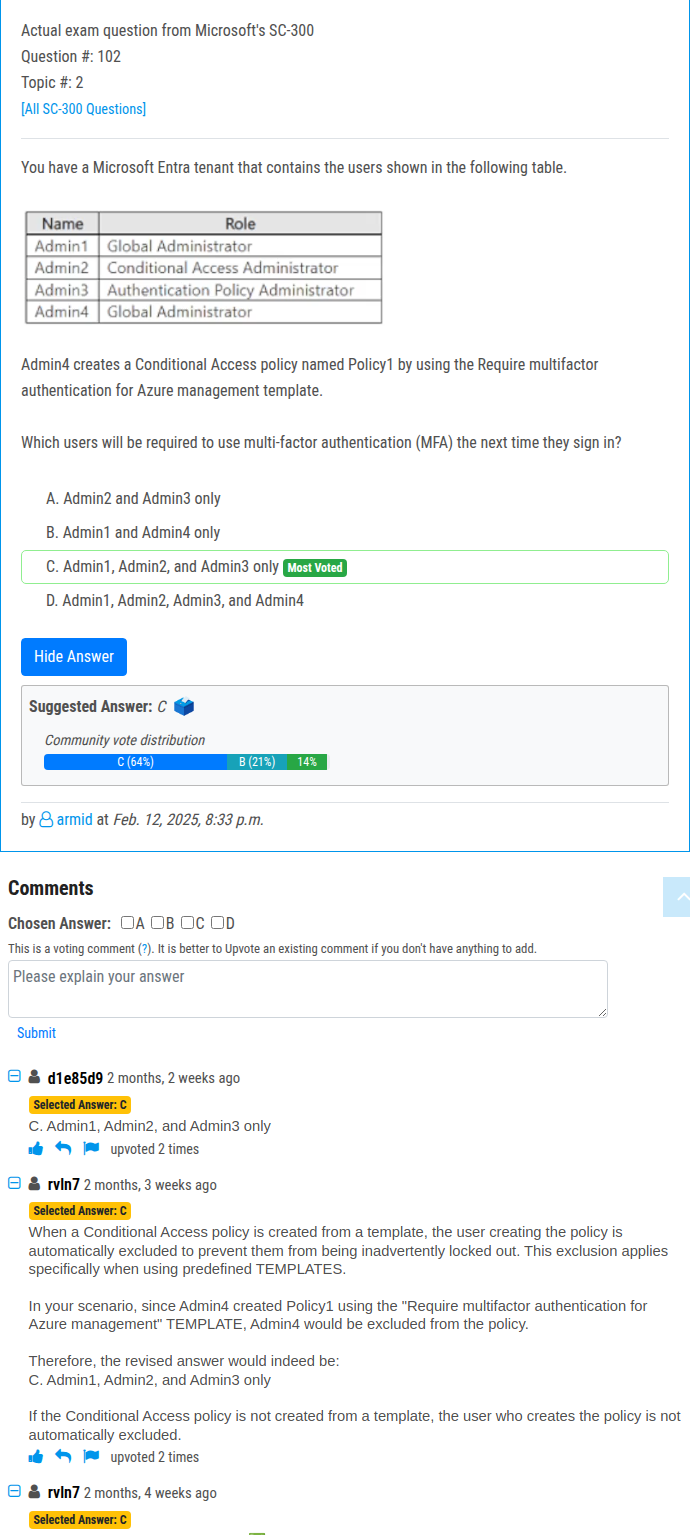 Actual exam question from Microsoft's SC-300
Question #: 102
Topic #: 2
[All SC-300 Questions]
You have a Microsoft Entra tenant that contains the users shown in the following table.
Name Role
Admin1 Global Administrator
Admin2 Conditional Access Administrator
Admin3 Authentication Policy Administrator
Admin4 Global Administrator
Admin4 creates a Conditional Access policy named Policy1 by using the Require multifactor
authentication for Azure management template.
Which users will be required to use multi-factor authentication (MFA) the next time they sign in?
A. Admin2 and Admin3 only
B. Admin1 and Admin4 only
C. Admin1, Admin2, and Admin3 only Most Voted
D. Admin1, Admin2, Admin3, and Admin4
Hide Answer
Suggested Answer: C
Community vote distribution
C (64%) B (21%) 14%
by armid at Feb. 12, 2025, 8:33 p.m.
Comments
Chosen Answer: A B C D
This is a voting comment (?). It is better to Upvote an existing comment if you don't have anything to add.
Please explain your answer
Submit
d1e85d9 2 months, 2 weeks ago
Selected Answer: C
C. Admin1, Admin2, and Admin3 only
upvoted 2 times
rvln7 2 months, 3 weeks ago
Selected Answer: C
When a Conditional Access policy is created from a template, the user creating the policy is
automatically excluded to prevent them from being inadvertently locked out. This exclusion applies
specifically when using predefined TEMPLATES.
In your scenario, since Admin4 created Policy1 using the "Require multifactor authentication for
Azure management" TEMPLATE, Admin4 would be excluded from the policy.
Therefore, the revised answer would indeed be:
C. Admin1, Admin2, and Admin3 only
If the Conditional Access policy is not created from a template, the user who creates the policy is not
automatically excluded.
upvoted 2 times
rvln7 2 months, 4 weeks ago
Selected Answer: C